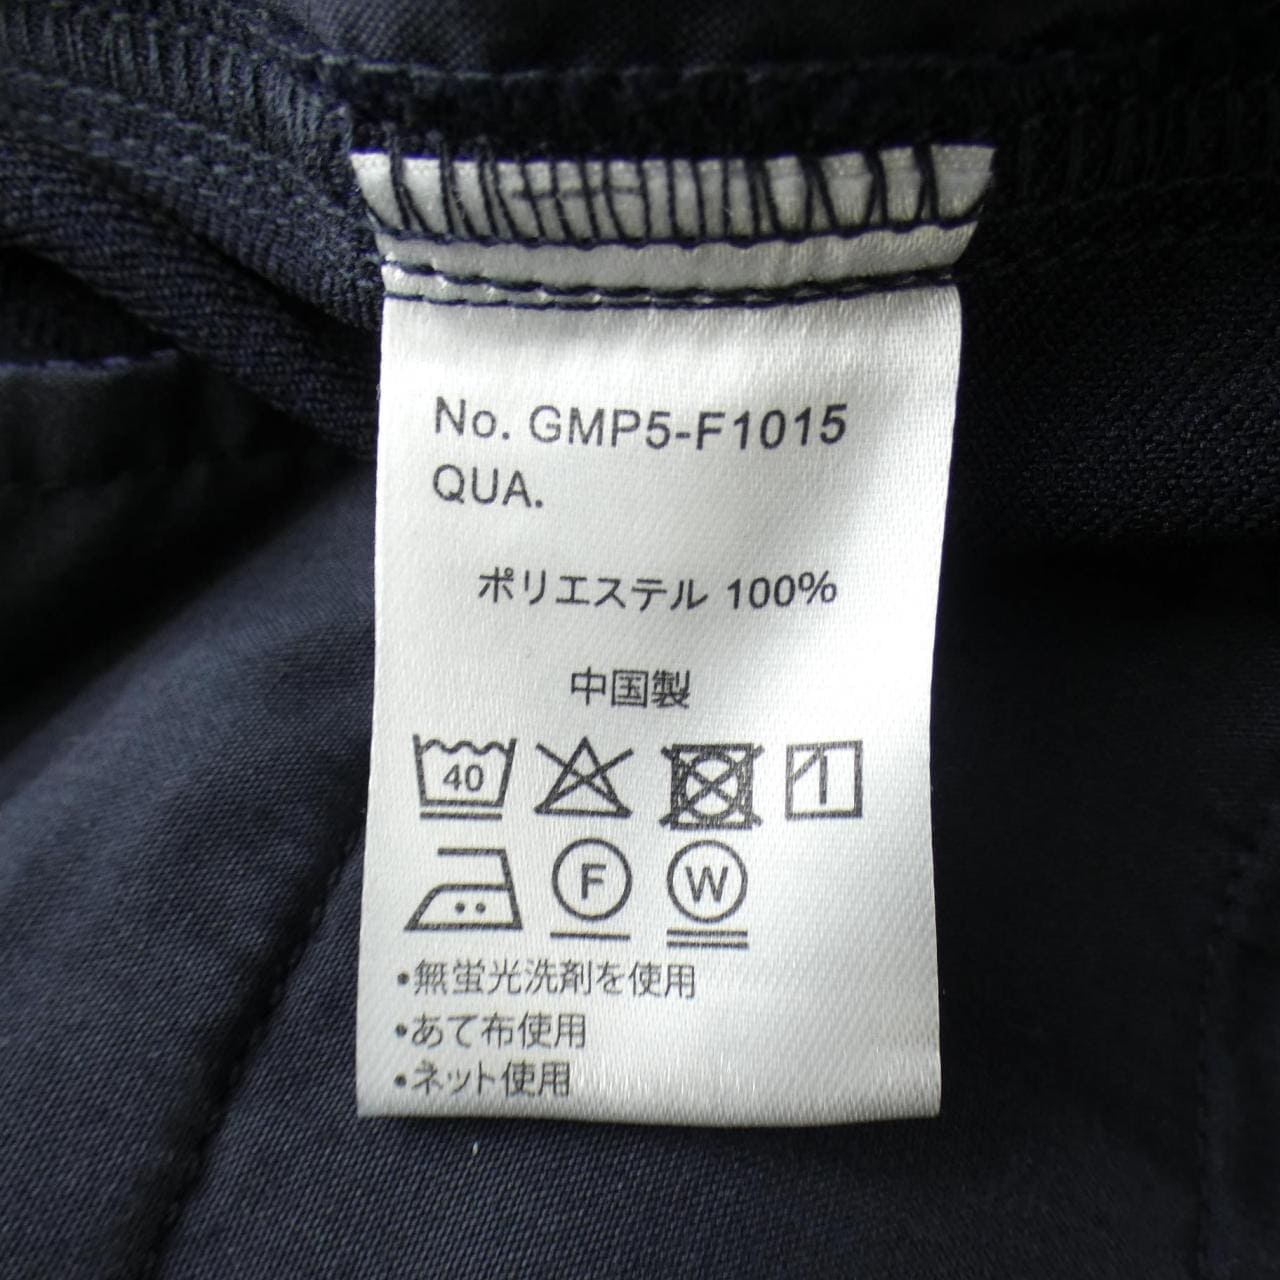 No. GMP5-F1015
QUA.
ポリエステル 100%
中国製
40
F W
•無蛍光洗剤を使用
•あて布使用
•ネット使用